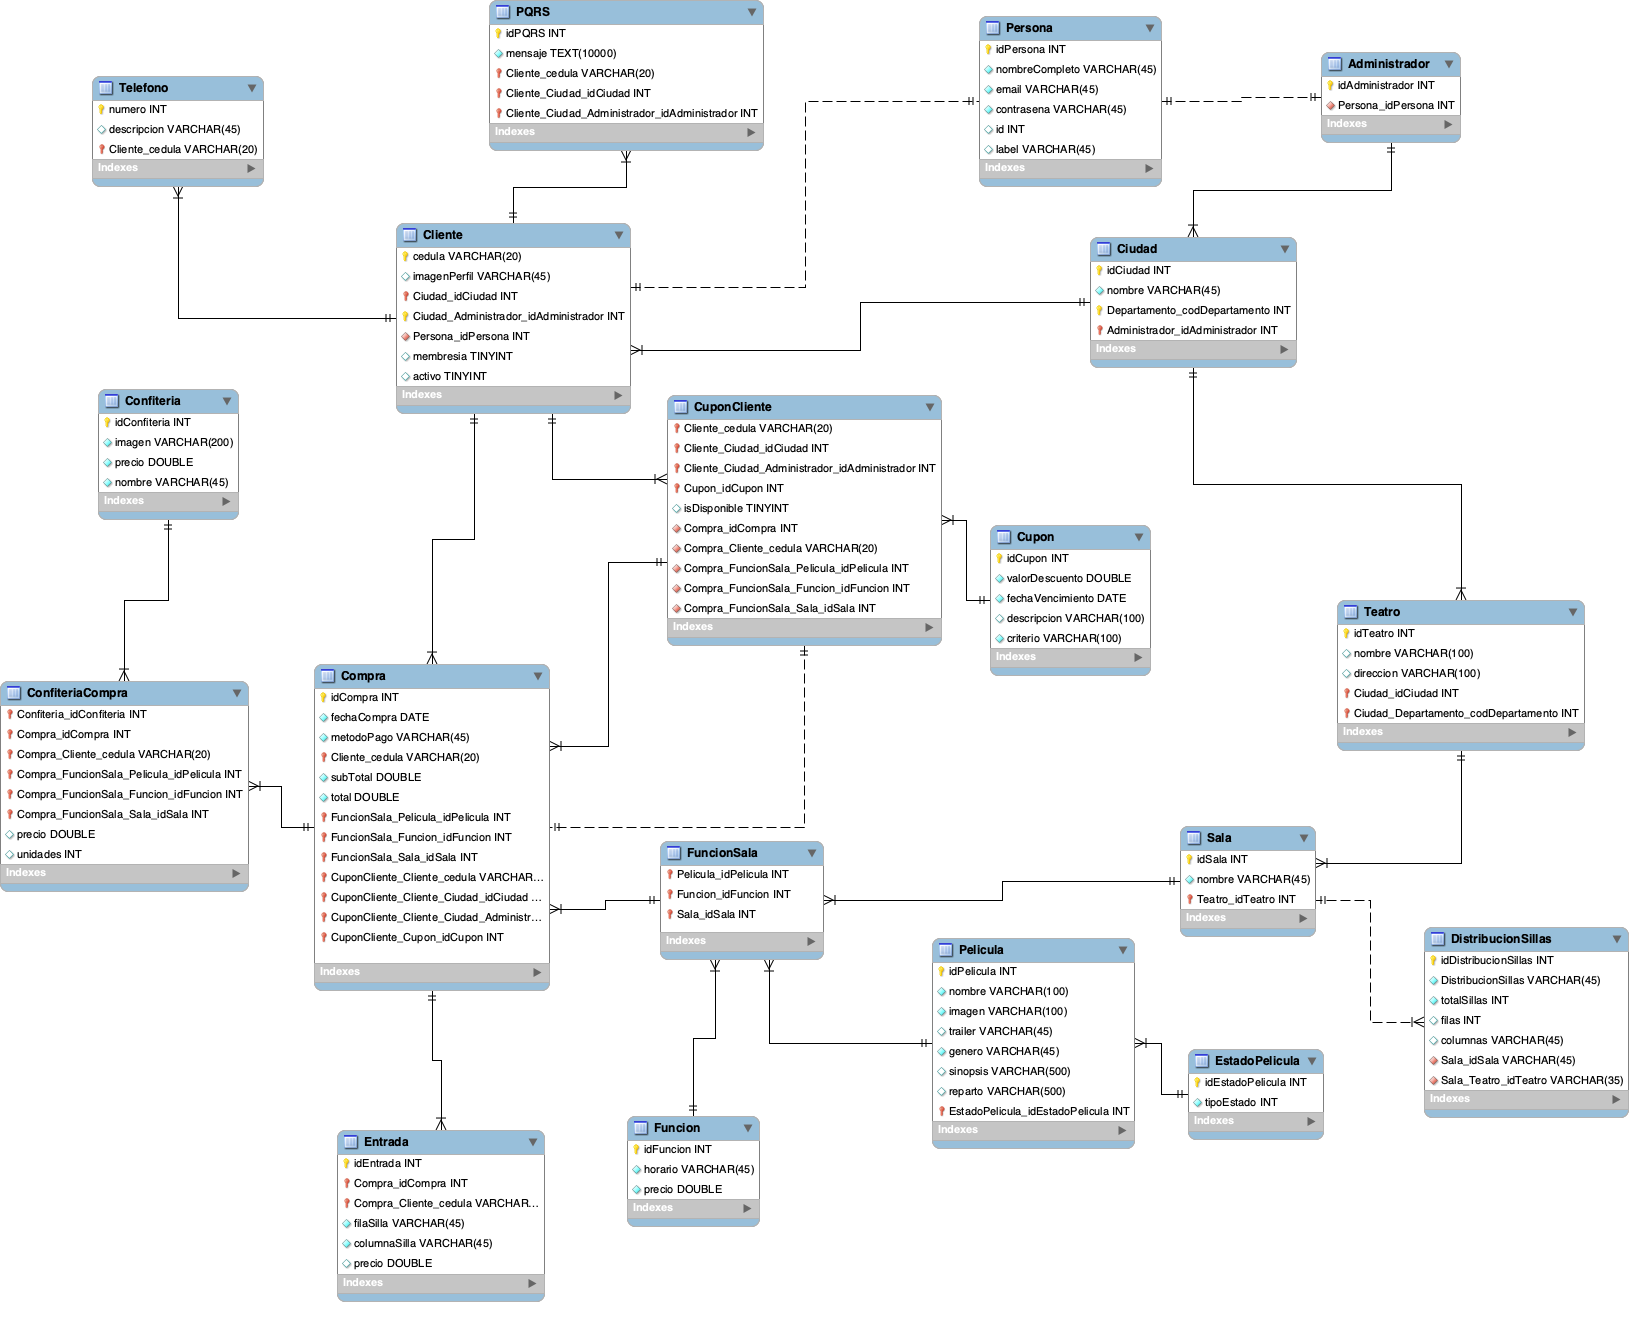 PQRS
idPQRS INT
mensaje TEXT(10000)
Cliente_cedula VARCHAR(20)
Cliente_Ciudad_idCiudad INT
Cliente_Ciudad_Administrador_idAdministrador INT
Indexes
Persona
idPersona INT
nombreCompleto VARCHAR(45)
email VARCHAR(45)
contrasena VARCHAR(45)
id INT
label VARCHAR(45)
Indexes
Administrador
idAdministrador INT
Persona_idPersona INT
Indexes
Telefono
numero INT
descripcion VARCHAR(45)
Cliente_cedula VARCHAR(20)
Indexes
Cliente
cedula VARCHAR(20)
imagenPerfil VARCHAR(45)
Ciudad_idCiudad INT
Ciudad_Administrador_idAdministrador INT
Persona_idPersona INT
membresia TINYINT
activo TINYINT
Indexes
Ciudad
idCiudad INT
nombre VARCHAR(45)
Departamento_codDepartamento INT
Administrador_idAdministrador INT
Indexes
Confiteria
idConfiteria INT
imagen VARCHAR(200)
precio DOUBLE
nombre VARCHAR(45)
Indexes
CuponCliente
Cliente_cedula VARCHAR(20)
Cliente_Ciudad_idCiudad INT
Cliente_Ciudad_Administrador_idAdministrador INT
Cupon_idCupon INT
isDisponible TINYINT
Compra_idCompra INT
Compra_Cliente_cedula VARCHAR(20)
Compra_FuncionSala_Pelicula_idPelicula INT
Compra_FuncionSala_Funcion_idFuncion INT
Compra_FuncionSala_Sala_idSala INT
Indexes
Cupon
idCupon INT
valorDescuento DOUBLE
fechaVencimiento DATE
descripcion VARCHAR(100)
criterio VARCHAR(100)
Indexes
Teatro
idTeatro INT
nombre VARCHAR(100)
direccion VARCHAR(100)
Ciudad_idCiudad INT
Ciudad_Departamento_codDepartamento INT
Indexes
ConfiteriaCompra
Confiteria_idConfiteria INT
Compra_idCompra INT
Compra_Cliente_cedula VARCHAR(20)
Compra_FuncionSala_Pelicula_idPelicula INT
Compra_FuncionSala_Funcion_idFuncion INT
Compra_FuncionSala_Sala_idSala INT
precio DOUBLE
unidades INT
Indexes
Compra
idCompra INT
fechaCompra DATE
metodoPago VARCHAR(45)
Cliente_cedula VARCHAR(20)
subTotal DOUBLE
total DOUBLE
FuncionSala_Pelicula_idPelicula INT
FuncionSala_Funcion_idFuncion INT
FuncionSala_Sala_idSala INT
CuponCliente_Cliente_cedula VARCHAR...
CuponCliente_Cliente_Ciudad_idCiudad ...
CuponCliente_Cliente_Ciudad_Administr...
CuponCliente_Cupon_idCupon INT
Indexes
FuncionSala
Pelicula_idPelicula INT
Funcion_idFuncion INT
Sala_idSala INT
Indexes
Sala
idSala INT
nombre VARCHAR(45)
Teatro_idTeatro INT
Indexes
DistribucionSillas
idDistribucionSillas INT
DistribucionSillas VARCHAR(45)
totalSillas INT
filas INT
columnas VARCHAR(45)
Sala_idSala VARCHAR(45)
Sala_Teatro_idTeatro VARCHAR(35)
Indexes
Pelicula
idPelicula INT
nombre VARCHAR(100)
imagen VARCHAR(100)
trailer VARCHAR(45)
genero VARCHAR(45)
sinopsis VARCHAR(500)
reparto VARCHAR(500)
EstadoPelicula_idEstadoPelicula INT
Indexes
EstadoPelicula
idEstadoPelicula INT
tipoEstado INT
Indexes
Funcion
idFuncion INT
horario VARCHAR(45)
precio DOUBLE
Indexes
Entrada
idEntrada INT
Compra_idCompra INT
Compra_Cliente_cedula VARCHAR...
filaSilla VARCHAR(45)
columnaSilla VARCHAR(45)
precio DOUBLE
Indexes